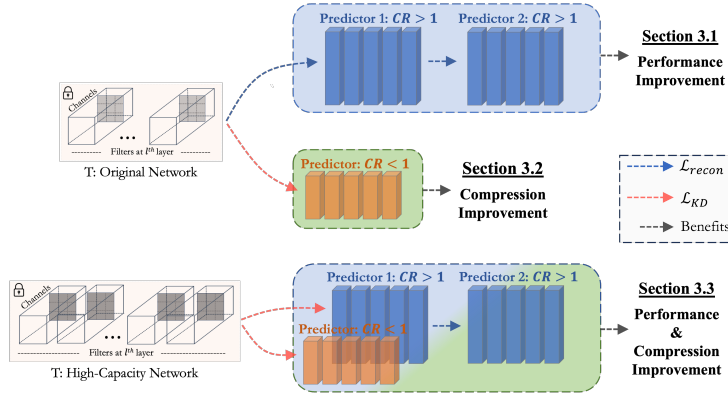 Predictor 1: CR > 1
Predictor 2: CR > 1
Section 3.1
Performance
Improvement
Channels
•••
Filters at lᵗʰ layer
T: Original Network
Predictor: CR < 1
Section 3.2
Compression
Improvement
ℒrecon
ℒKD
Benefits
Channels
•••
Filters at lᵗʰ layer
T: High-Capacity Network
Predictor 1: CR > 1
Predictor 2: CR > 1
Predictor: CR < 1
Section 3.3
Performance
&
Compression
Improvement